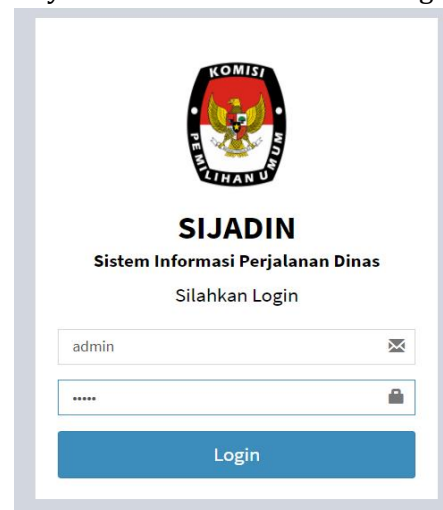 KOMISI
PEMILIHAN UMUM
SIJADIN
Sistem Informasi Perjalanan Dinas
Silahkan Login
admin
•••••
Login